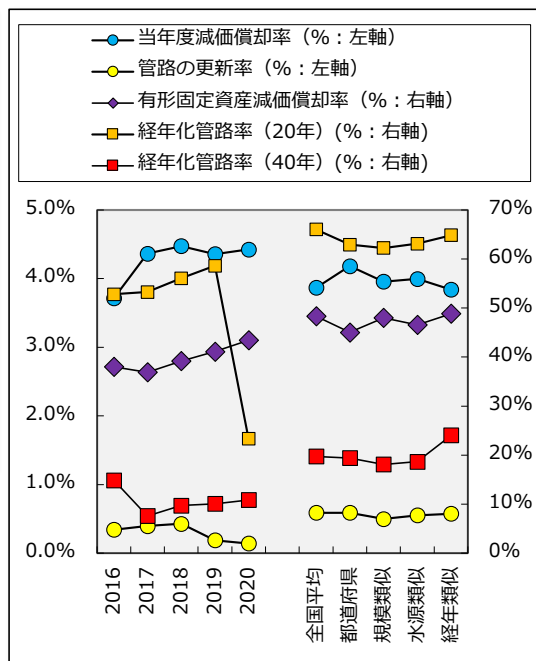 当年度減価償却率（%：左軸）
管路の更新率（%：左軸）
有形固定資産減価償却率（%：右軸）
経年化管路率（20年）(%：右軸)
経年化管路率（40年）(%：右軸)
5.0%
4.0%
3.0%
2.0%
1.0%
0.0%
70%
60%
50%
40%
30%
20%
10%
0%
2016
2017
2018
2019
2020
全国平均
都道府県
規模類似
水源類似
経年類似